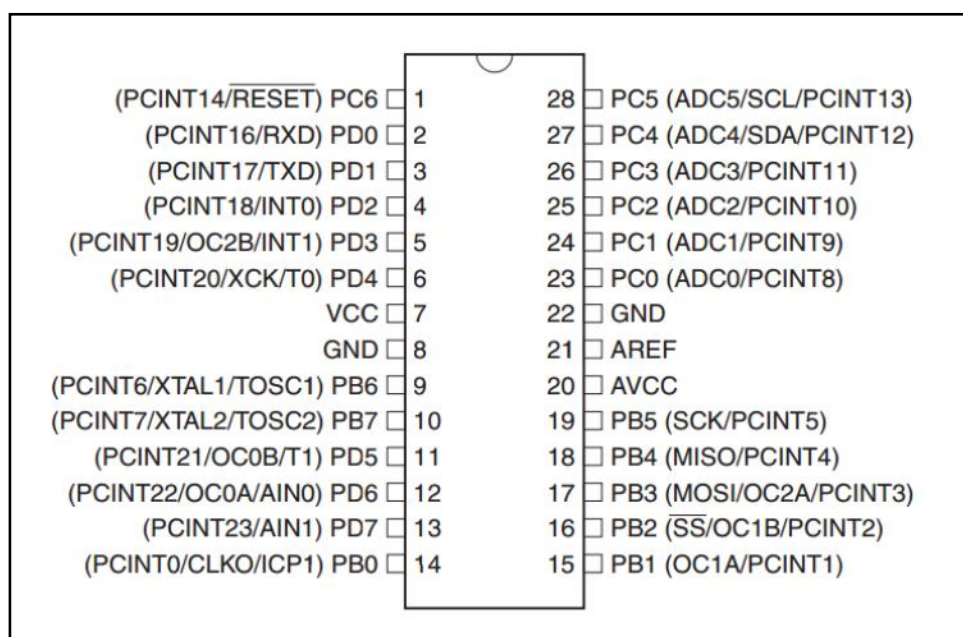 (PCINT14/RESET) PC6 1 28 PC5 (ADC5/SCL/PCINT13)
(PCINT16/RXD) PD0 2 27 PC4 (ADC4/SDA/PCINT12)
(PCINT17/TXD) PD1 3 26 PC3 (ADC3/PCINT11)
(PCINT18/INT0) PD2 4 25 PC2 (ADC2/PCINT10)
(PCINT19/OC2B/INT1) PD3 5 24 PC1 (ADC1/PCINT9)
(PCINT20/XCK/T0) PD4 6 23 PC0 (ADC0/PCINT8)
VCC 7 22 GND
GND 8 21 AREF
(PCINT6/XTAL1/TOSC1) PB6 9 20 AVCC
(PCINT7/XTAL2/TOSC2) PB7 10 19 PB5 (SCK/PCINT5)
(PCINT21/OC0B/T1) PD5 11 18 PB4 (MISO/PCINT4)
(PCINT22/OC0A/AIN0) PD6 12 17 PB3 (MOSI/OC2A/PCINT3)
(PCINT23/AIN1) PD7 13 16 PB2 (SS/OC1B/PCINT2)
(PCINT0/CLKO/ICP1) PB0 14 15 PB1 (OC1A/PCINT1)